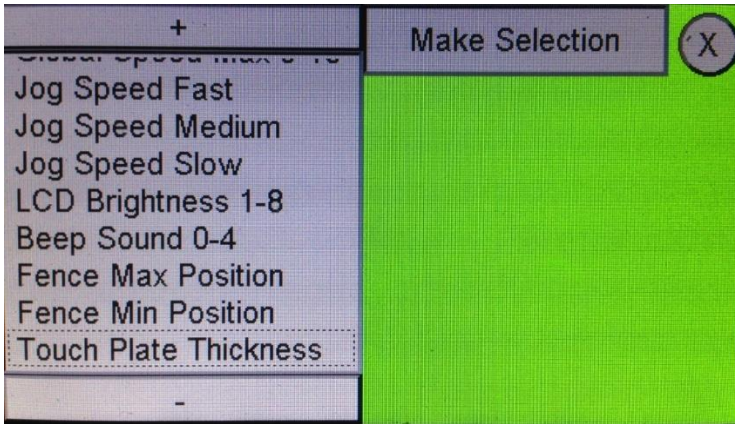 +
Make Selection
X
Jog Speed Fast
Jog Speed Medium
Jog Speed Slow
LCD Brightness 1-8
Beep Sound 0-4
Fence Max Position
Fence Min Position
Touch Plate Thickness
-